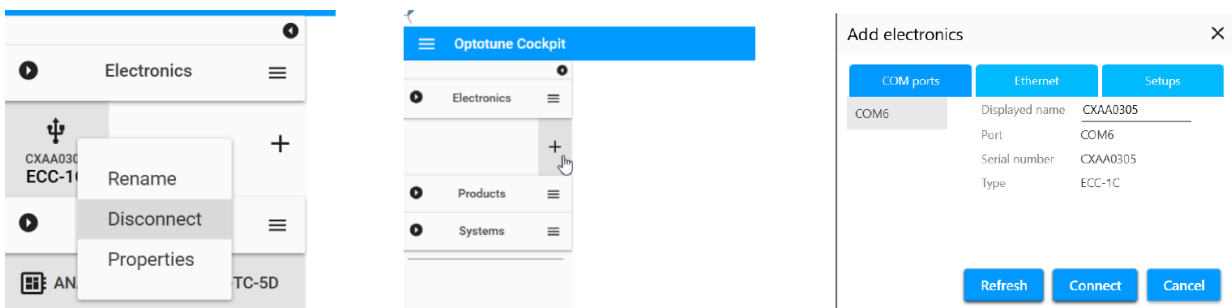 Electronics
CXAA030
ECC-1
Rename
Disconnect
Properties
AN
TC-5D
Optotune Cockpit
Electronics
Products
Systems
Add electronics
COM ports Ethernet Setups
COM6 Displayed name CXAA0305
Port COM6
Serial number CXAA0305
Type ECC-1C
Refresh Connect Cancel